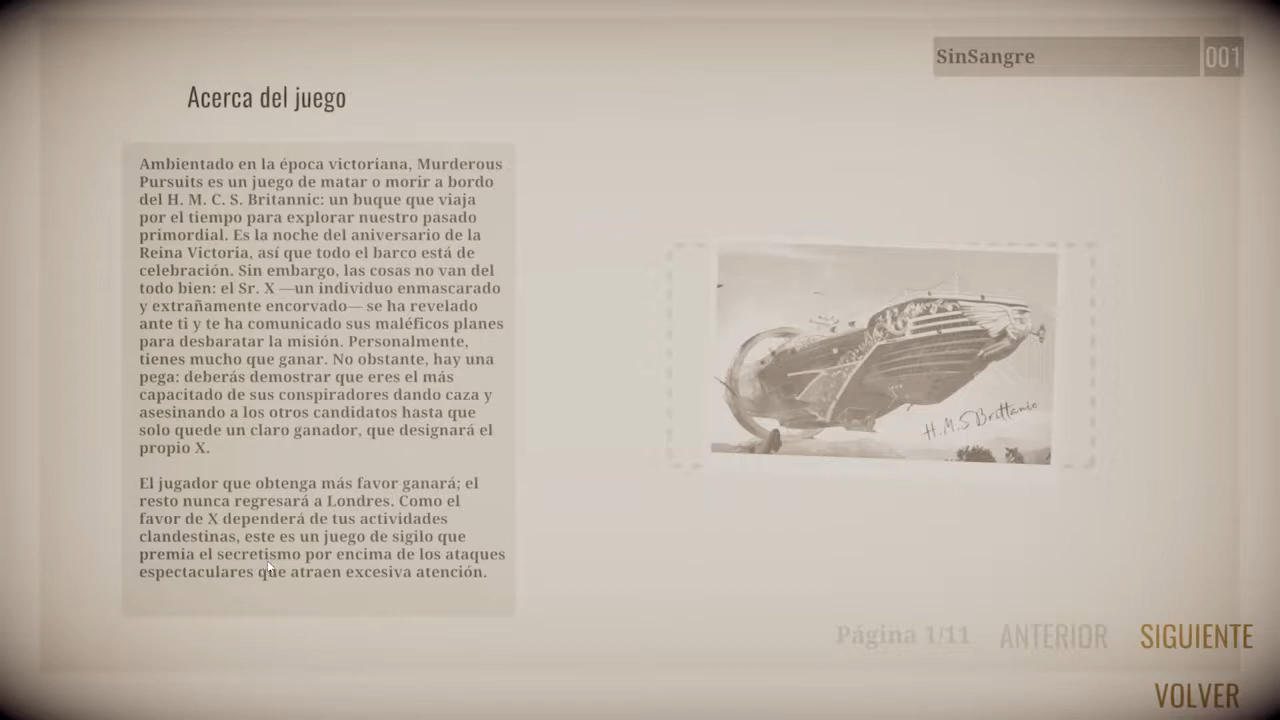 SinSangre
001
Acerca del juego
Ambientado en la época victoriana, Murderous
Pursuits es un juego de matar o morir a bordo
del H. M. C. S. Britannic: un buque que viaja
por el tiempo para explorar nuestro pasado
primordial. Es la noche del aniversario de la
Reina Victoria, así que todo el barco está de
celebración. Sin embargo, las cosas no van del
todo bien: el Sr. X —un individuo enmascarado
y extrañamente encorvado— se ha revelado
ante ti y te ha comunicado sus maléficos planes
para desbaratar la misión. Personalmente,
tienes mucho que ganar. No obstante, hay una
pega: deberás demostrar que eres el más
capacitado de sus conspiradores dando caza y
asesinando a los otros candidatos hasta que
solo quede un claro ganador, que designará el
propio X.
El jugador que obtenga más favor ganará; el
resto nunca regresará a Londres. Como el
favor de X dependerá de tus actividades
clandestinas, este es un juego de sigilo que
premia el secretismo por encima de los ataques
espectaculares que atraen excesiva atención.
H.M.S Brittanic
Página 1/11
ANTERIOR
SIGUIENTE
VOLVER